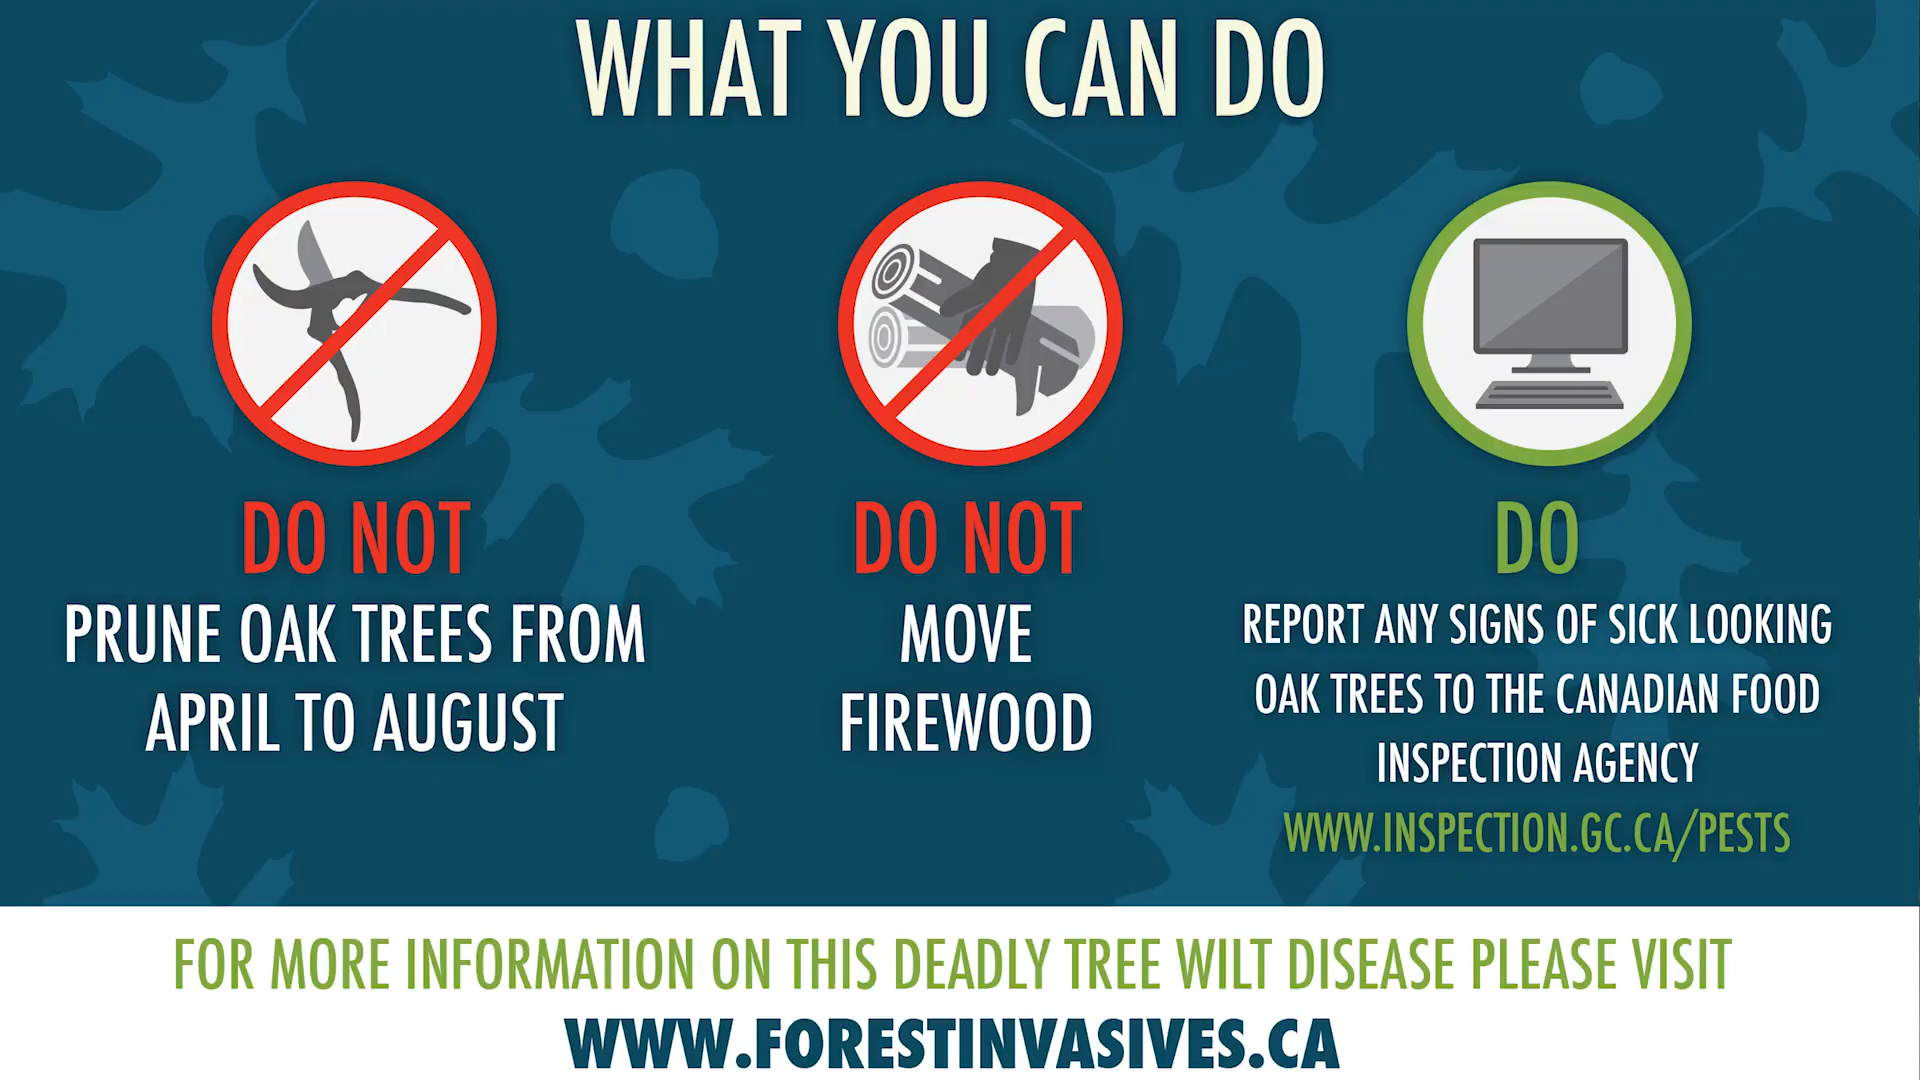 WHAT YOU CAN DO
DO NOT
PRUNE OAK TREES FROM
APRIL TO AUGUST
DO NOT
MOVE
FIREWOOD
DO
REPORT ANY SIGNS OF SICK LOOKING
OAK TREES TO THE CANADIAN FOOD
INSPECTION AGENCY
WWW.INSPECTION.GC.CA/PESTS
FOR MORE INFORMATION ON THIS DEADLY TREE WILT DISEASE PLEASE VISIT
WWW.FORESTINVASIVES.CA